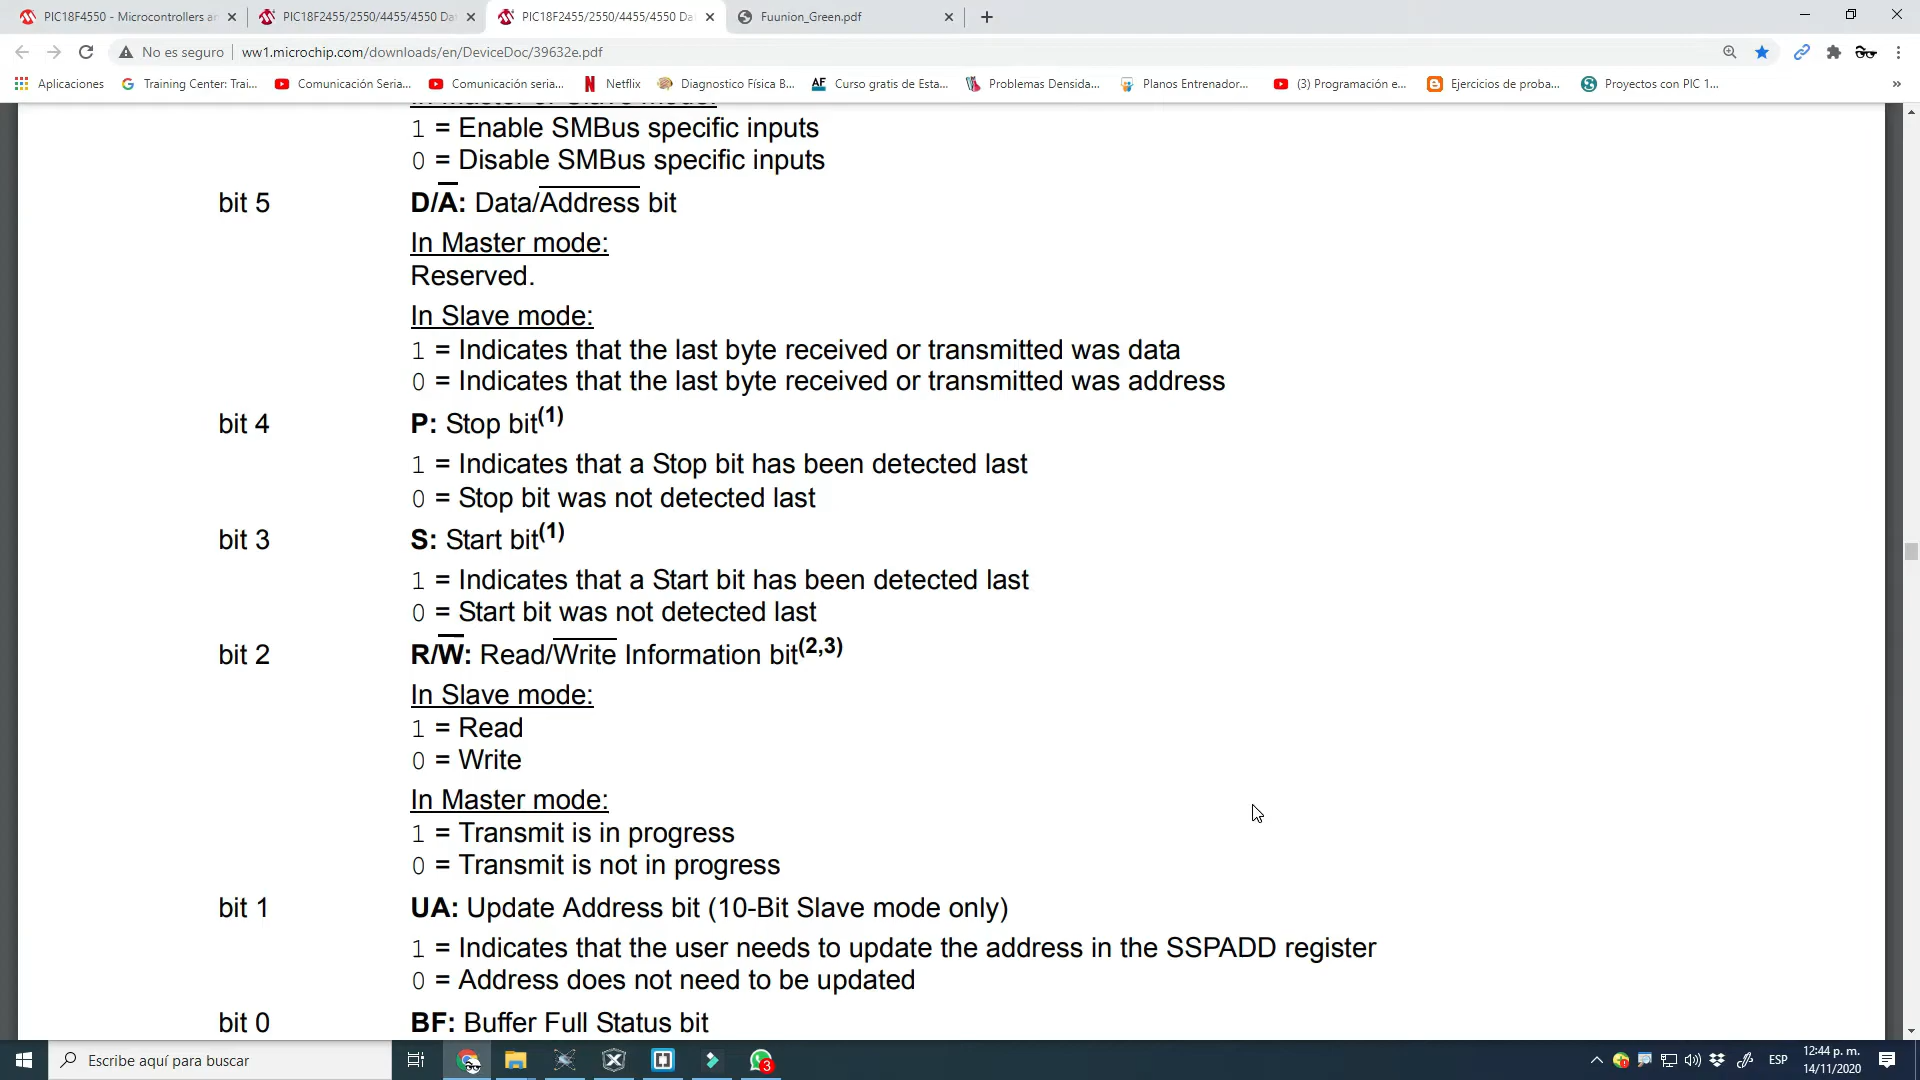 PIC18F4550 - Microcontrollers an
PIC18F2455/2550/4455/4550 Da
PIC18F2455/2550/4455/4550 Da
Fuunion_Green.pdf
No es seguro
ww1.microchip.com/downloads/en/DeviceDoc/39632e.pdf
Aplicaciones
Training Center: Trai...
Comunicación Seria...
Comunicación seria...
Netflix
Diagnostico Física B...
Curso gratis de Esta...
Problemas Densida...
Planos Entrenador...
(3) Programación e...
Ejercicios de proba...
Proyectos con PIC 1...
1 = Enable SMBus specific inputs
0 = Disable SMBus specific inputs
bit 5
D/A: Data/Address bit
In Master mode:
Reserved.
In Slave mode:
1 = Indicates that the last byte received or transmitted was data
0 = Indicates that the last byte received or transmitted was address
bit 4
P: Stop bit(1)
1 = Indicates that a Stop bit has been detected last
0 = Stop bit was not detected last
bit 3
S: Start bit(1)
1 = Indicates that a Start bit has been detected last
0 = Start bit was not detected last
bit 2
R/W: Read/Write Information bit(2,3)
In Slave mode:
1 = Read
0 = Write
In Master mode:
1 = Transmit is in progress
0 = Transmit is not in progress
bit 1
UA: Update Address bit (10-Bit Slave mode only)
1 = Indicates that the user needs to update the address in the SSPADD register
0 = Address does not need to be updated
bit 0
BF: Buffer Full Status bit
Escribe aquí para buscar
3
ESP
12:44 p. m.
14/11/2020